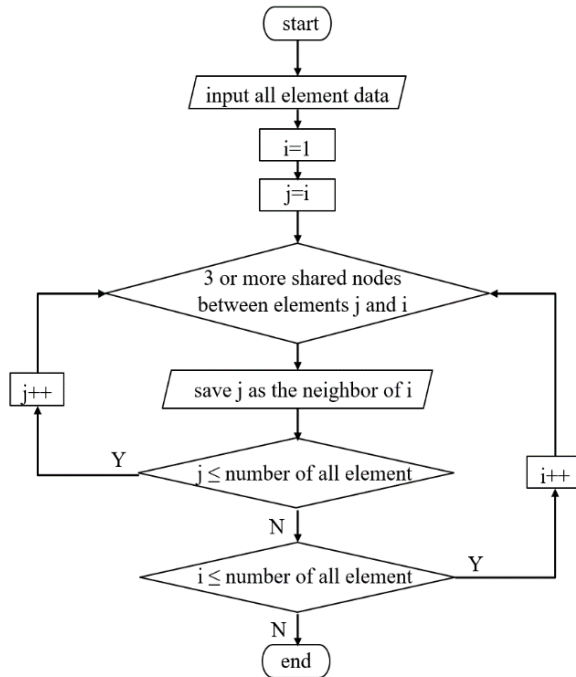 start
input all element data
i=1
j=i
3 or more shared nodes
between elements j and i
j++
save j as the neighbor of i
Y
j ≤ number of all element
i++
N
i ≤ number of all element
Y
N
end